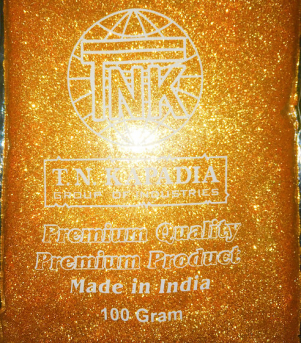 TNK
T.N. KAPADIA
GROUP OF INDUSTRIES
Premium Quality
Premium Product
Made in India
100 Gram